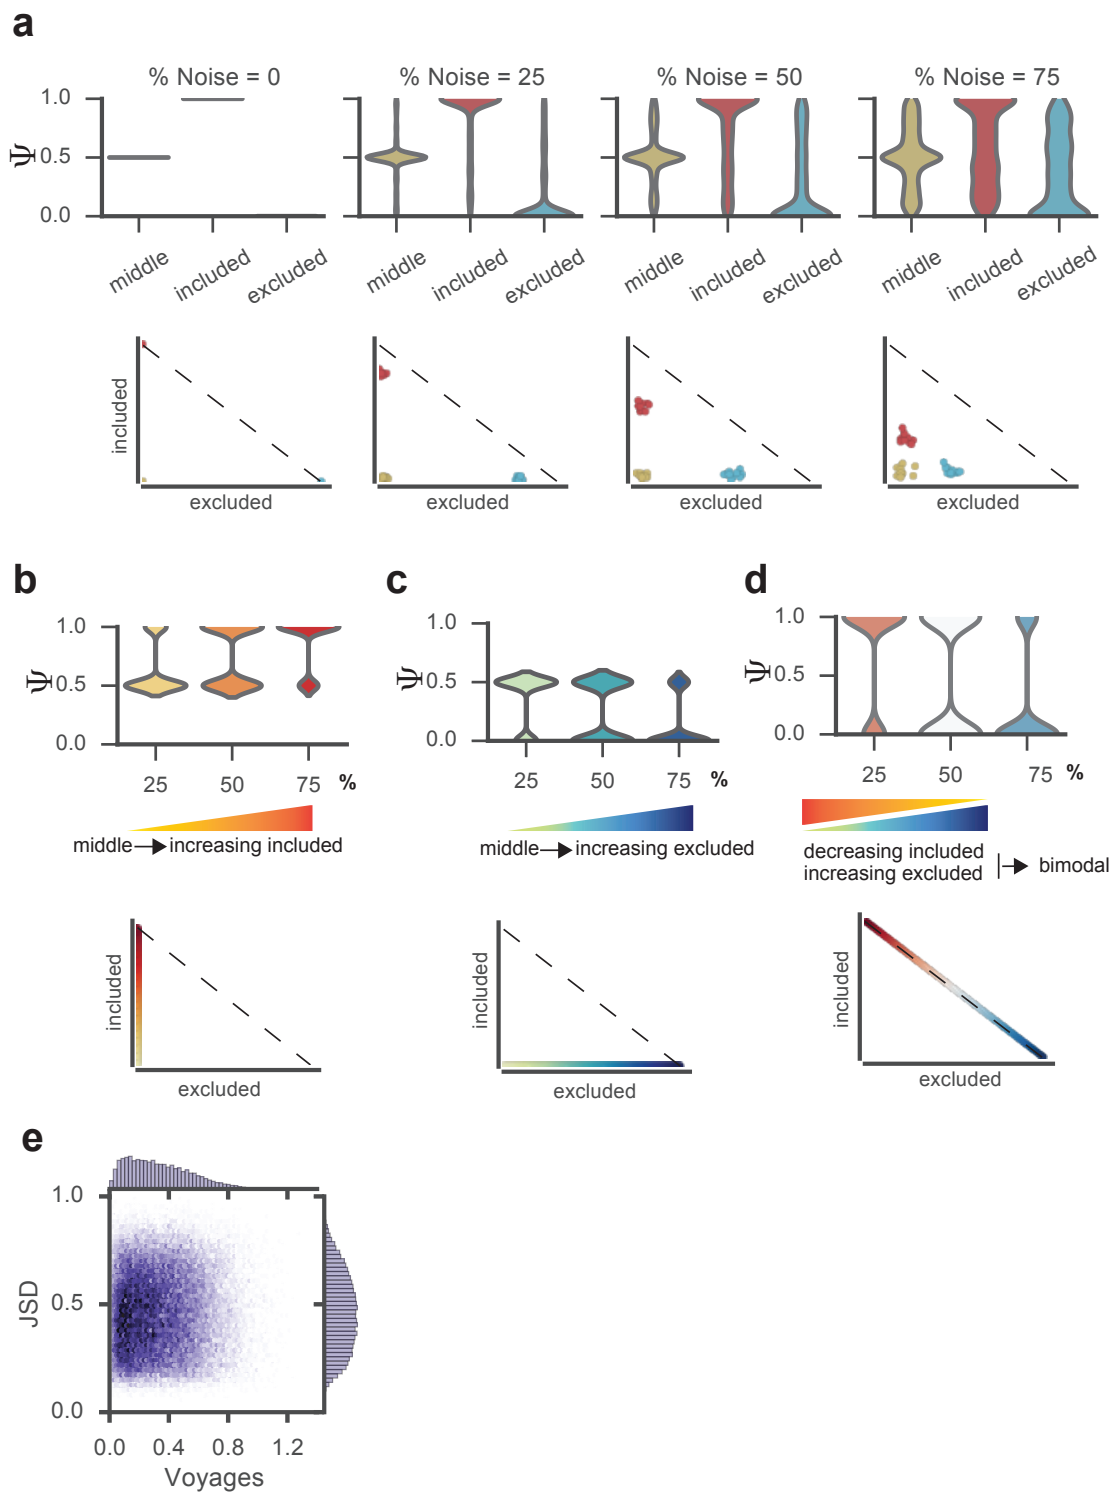 a
% Noise = 0
% Noise = 25
% Noise = 50
% Noise = 75
1.0
Ψ 0.5
0.0
middle included excluded
middle included excluded
middle included excluded
middle included excluded
included
excluded
excluded
excluded
excluded
b
1.0
Ψ 0.5
0.0
25 50 75 %
middle increasing included
included
excluded
c
1.0
Ψ 0.5
0.0
25 50 75
middle increasing excluded
included
excluded
d
1.0
Ψ 0.5
0.0
25 50 75 %
decreasing included
increasing excluded
bimodal
included
excluded
e
1.0
JSD 0.5
0.0
0.0 0.4 0.8 1.2
Voyages